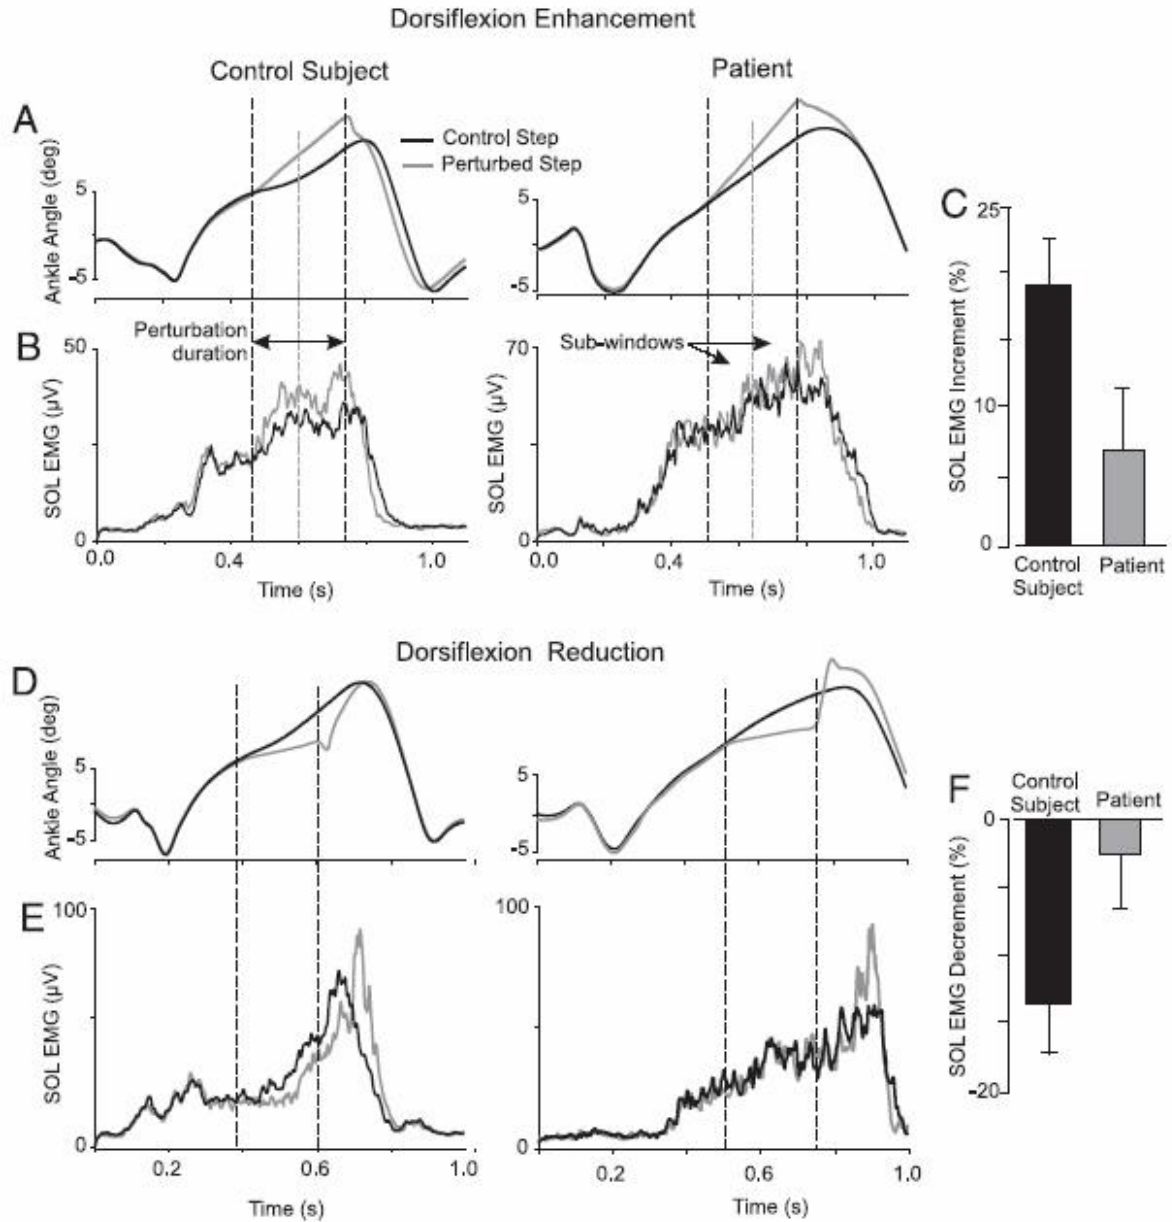 Dorsiflexion Enhancement
Control Subject
Patient
A
Control Step
Perturbed Step
Ankle Angle (deg)
5
-5
5
-5
B
Perturbation
duration
Sub-windows
SOL EMG (µV)
50
0
0.0
0.4
1.0
Time (s)
SOL EMG (µV)
70
0
0.0
0.4
1.0
Time (s)
C
SOL EMG Increment (%)
25
10
0
Control
Subject
Patient
Dorsiflexion Reduction
D
Ankle Angle (deg)
5
-5
5
-5
E
SOL EMG (µV)
100
0
0.2
0.6
1.0
Time (s)
100
0
0.2
0.6
1.0
Time (s)
F
Control
Subject
Patient
SOL EMG Decrement (%)
0
-20